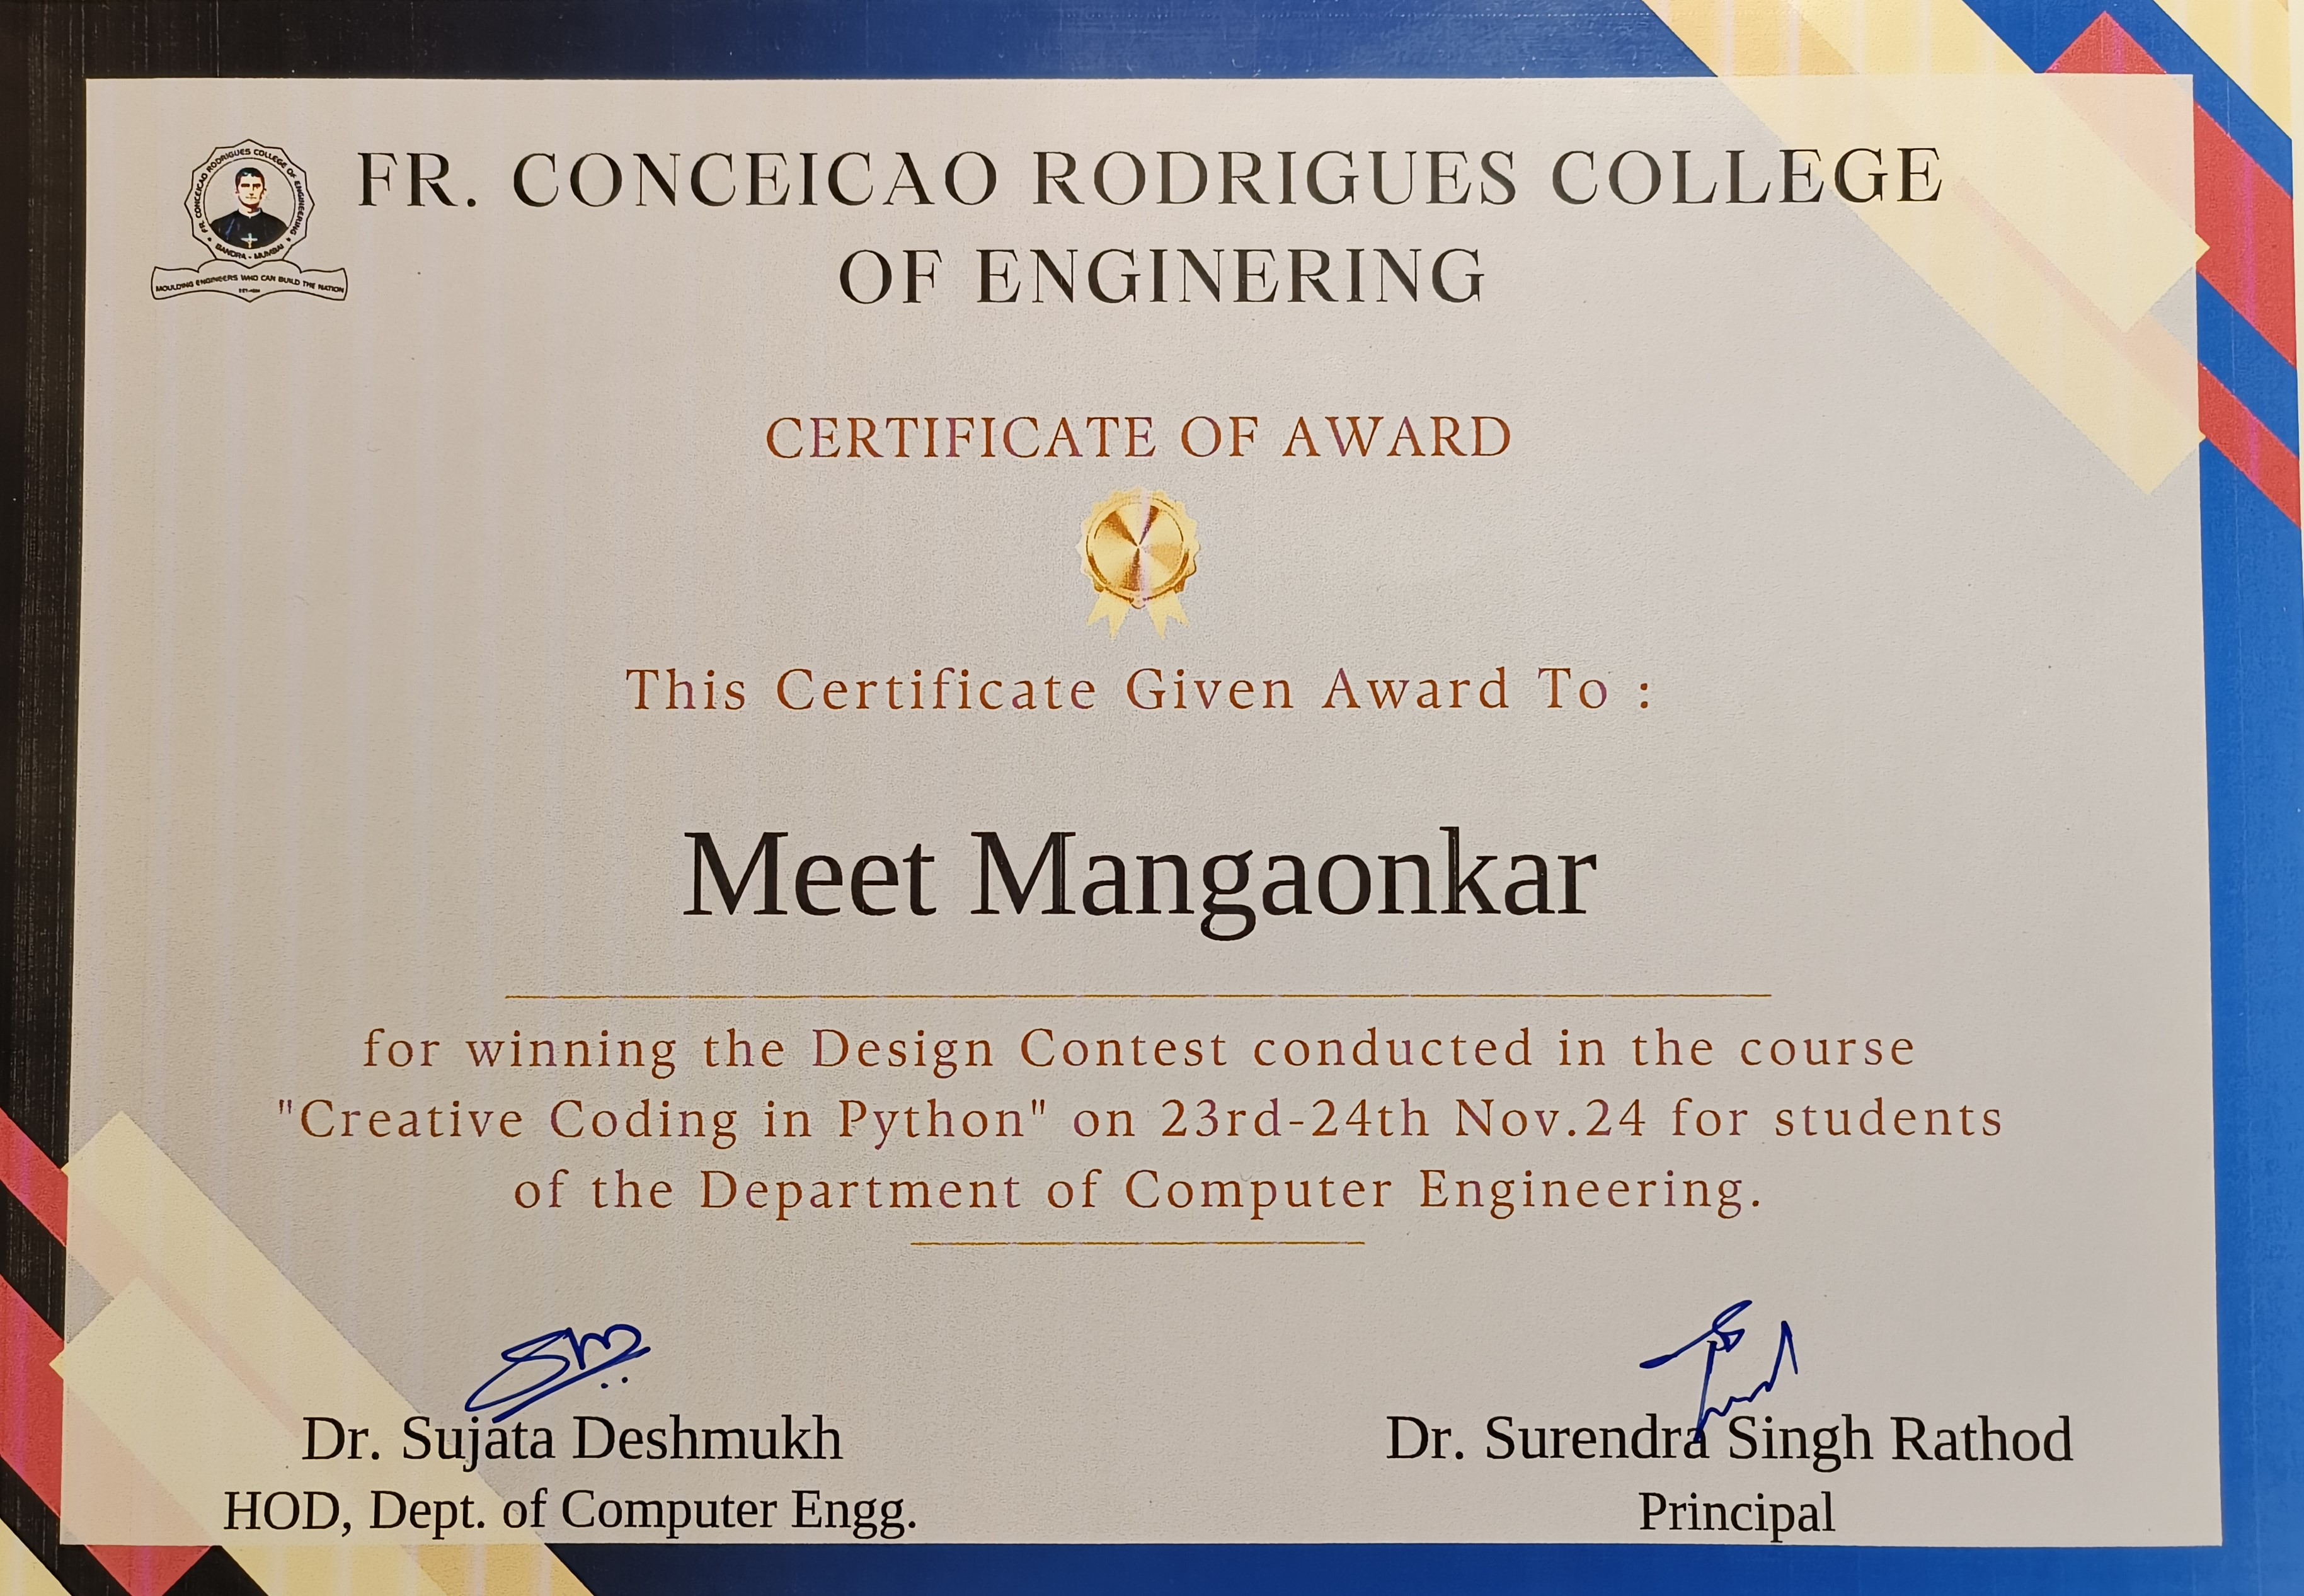 FR. CONCEICAO RODRIGUES COLLEGE OF ENGINEERING
BANDRA - MUMBAI
MOULDING ENGINEERS WHO CAN BUILD THE NATION
FR. CONCEICAO RODRIGUES COLLEGE
OF ENGINERING
CERTIFICATE OF AWARD
This Certificate Given Award To :
Meet Mangaonkar
for winning the Design Contest conducted in the course
"Creative Coding in Python" on 23rd-24th Nov.24 for students
of the Department of Computer Engineering.
Dr. Sujata Deshmukh
HOD, Dept. of Computer Engg.
Dr. Surendra Singh Rathod
Principal